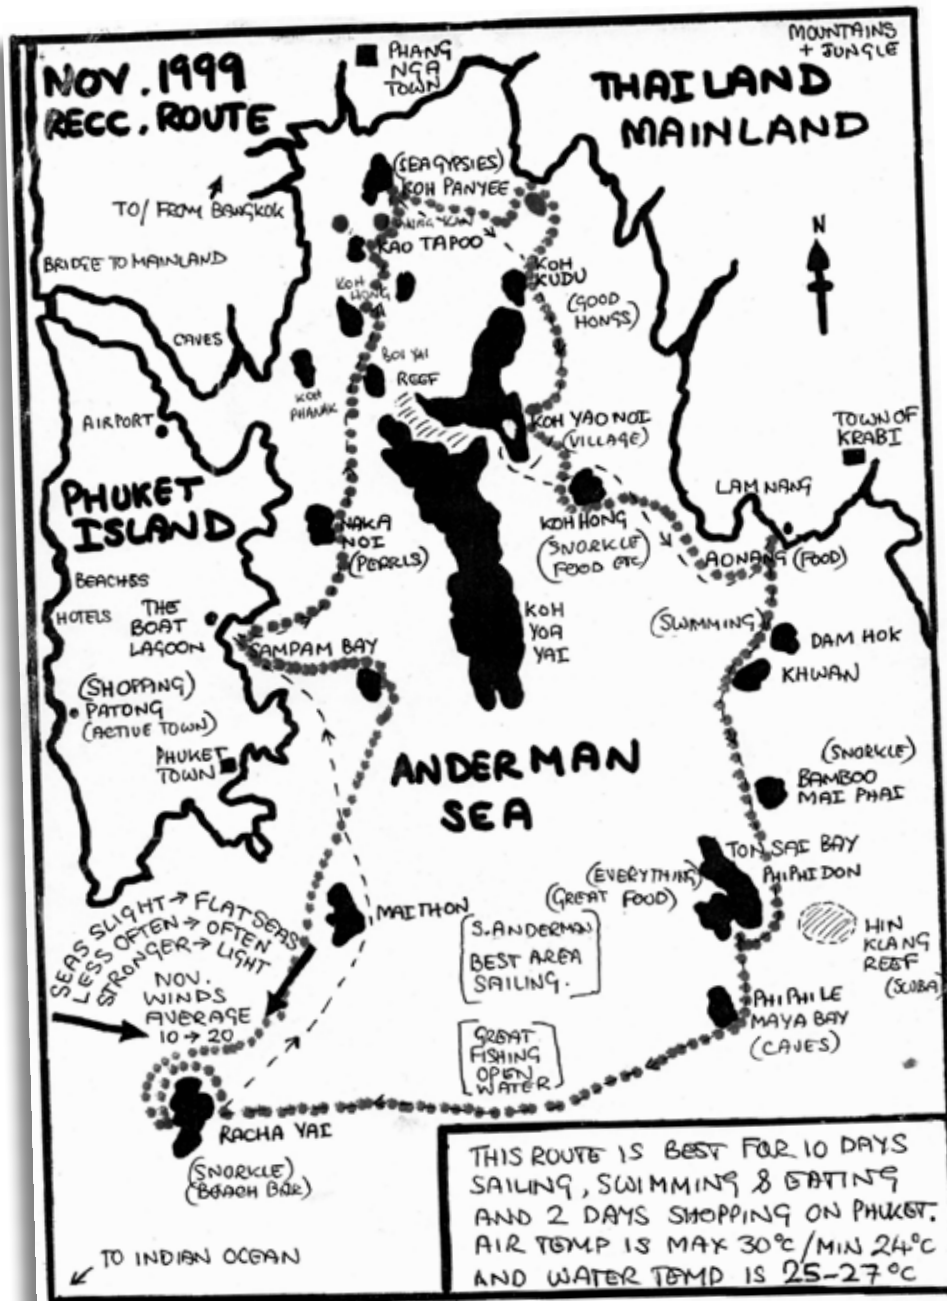 NOV. 1999
RECC. ROUTE
PHANG
NGA
TOWN
MOUNTAINS
+ JUNGLE
THAILAND
MAINLAND
(SEA GYPSIES)
KOH PANYEE
TO/FROM BANGKOK
KAO TAPOO
N
BRIDGE TO MAINLAND
KOH
HONG
KOH
KUDU
(GOOD
HONGS)
CAVES
BOI YAI
REEF
KOH
PHANAK
AIRPORT
KOH YAO NOI
(VILLAGE)
TOWN OF
KRABI
PHUKET
ISLAND
LAM NANG
NAKA
NOI
(PEARLS)
KOH HONG
(SNORKLE
FOOD ETC)
AONANG (FOOD)
BEACHES
HOTELS
THE
BOAT
LAGOON
KOH
YOA
YAI
(SWIMMING)
DAM HOK
SAMPAM BAY
KHWAN
(SHOPPING)
PATONG
(ACTIVE TOWN)
PHUKET
TOWN
ANDERMAN
SEA
(SNORKLE)
BAMBOO
MAI PHAI
TONSAI BAY
PHIPHI DON
(EVERYTHING)
(GREAT FOOD)
MAITHON
SEAS SLIGHT → FLAT SEAS
LESS OFTEN → OFTEN
STRONGER → LIGHT
NOV.
WINDS
AVERAGE
10 → 20
[S. ANDERMAN
BEST AREA
SAILING.]
HIN
KLANG
REEF
(SCUBA)
PHI PHI LE
MAYA BAY
(CAVES)
[GREAT
FISHING
OPEN
WATER]
RACHA YAI
(SNORKLE)
(BEACH BAR)
TO INDIAN OCEAN
THIS ROUTE IS BEST FOR 10 DAYS
SAILING, SWIMMING & EATING
AND 2 DAYS SHOPPING ON PHUKET.
AIR TEMP IS MAX 30°C/MIN 24°C
AND WATER TEMP IS 25-27°C